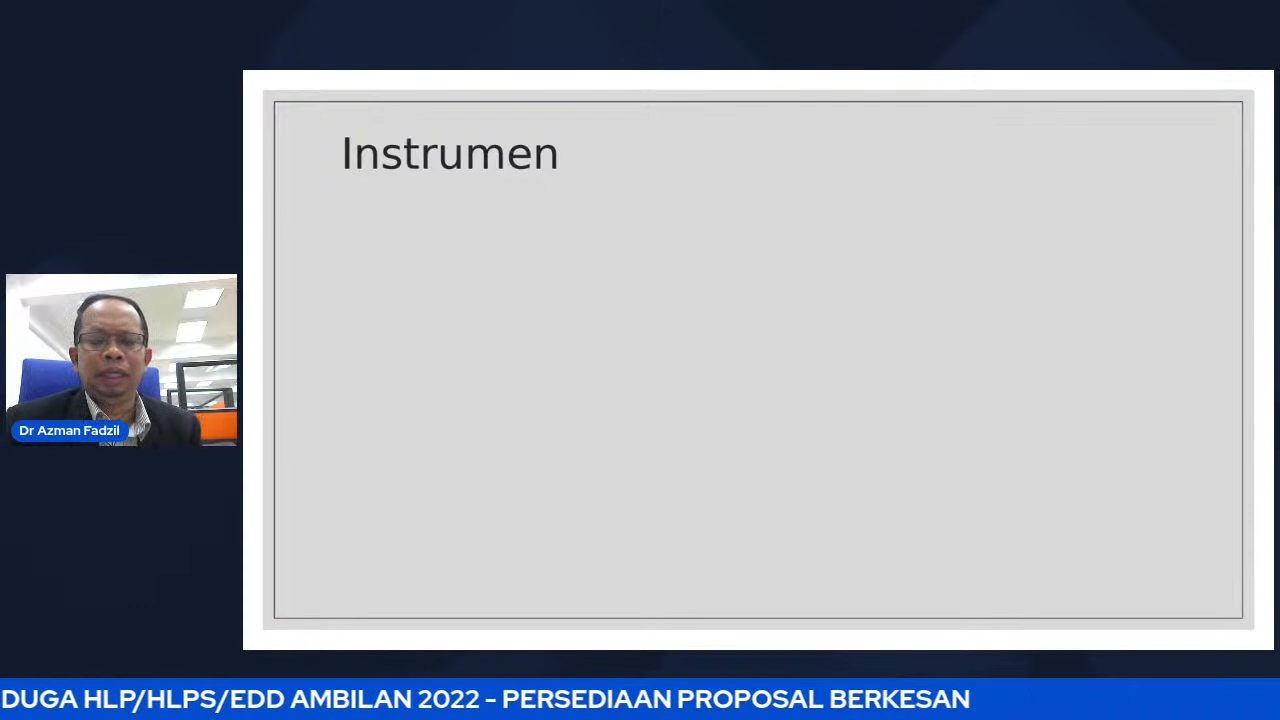 Instrumen
Dr Azman Fadzil
DUGA HLP/HLPS/EDD AMBILAN 2022 - PERSEDIAAN PROPOSAL BERKESAN